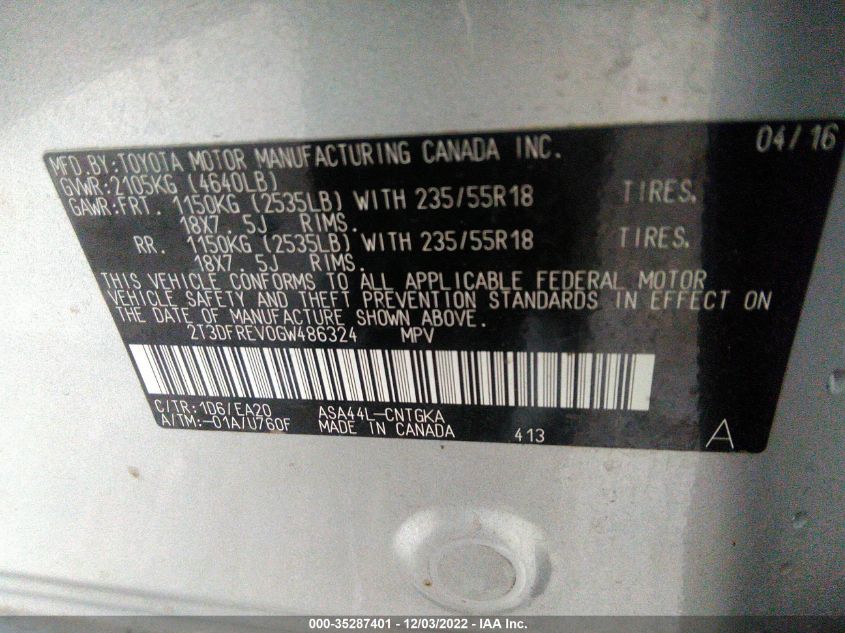 MFD.BY:TOYOTA MOTOR MANUFACTURING CANADA INC. 04/16
GVWR:2105KG (4640LB)
GAWR:FRT. 1150KG (2535LB) WITH 235/55R18 TIRES.
18X7.5J RIMS.
RR. 1150KG (2535LB) WITH 235/55R18 TIRES.
18X7.5J RIMS.
THIS VEHICLE CONFORMS TO ALL APPLICABLE FEDERAL MOTOR
VEHICLE SAFETY AND THEFT PREVENTION STANDARDS IN EFFECT ON
THE DATE OF MANUFACTURE SHOWN ABOVE.
2T3DFREV0GW486324 MPV
C/TR:1D6/EA20 ASA44L-CNTGKA
A/TM:-01A/U760F MADE IN CANADA 413 A
000-35287401 - 12/03/2022 - IAA Inc.